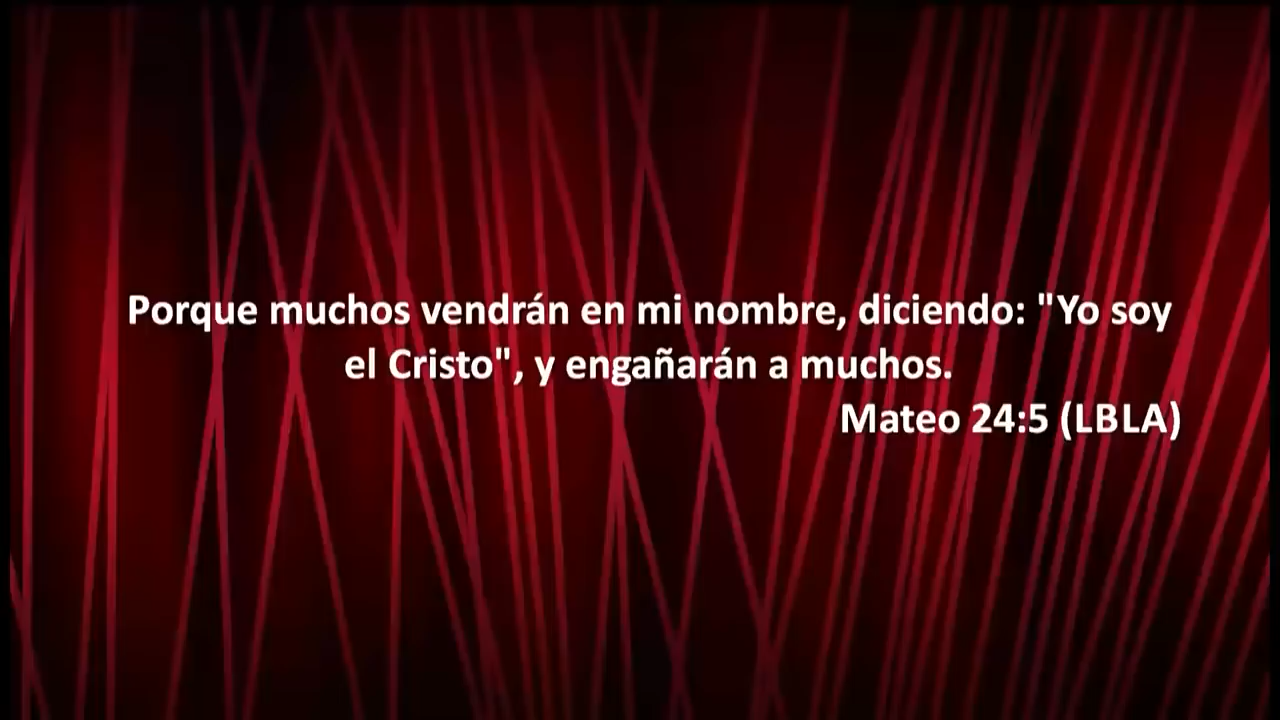 Porque muchos vendrán en mi nombre, diciendo: "Yo soy
el Cristo", y engañarán a muchos.
Mateo 24:5 (LBLA)